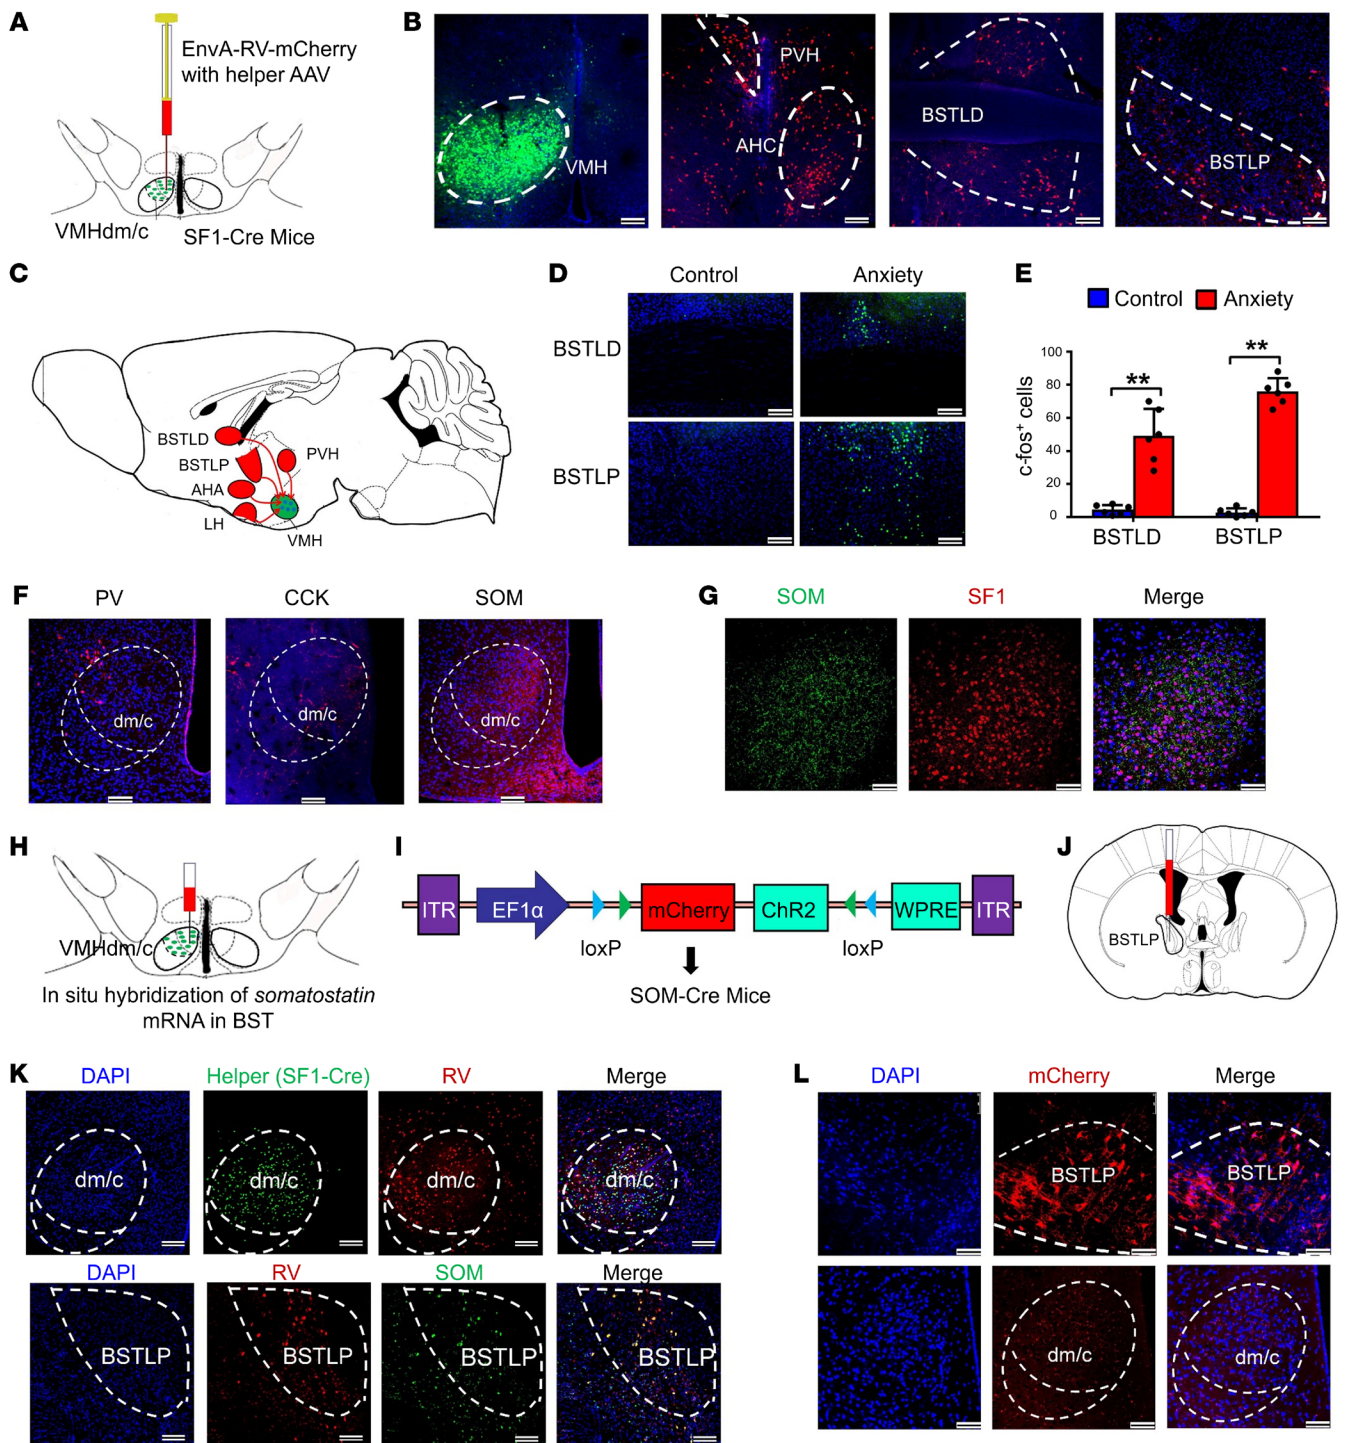 A
EnvA-RV-mCherry
with helper AAV
VMHdm/c
SF1-Cre Mice
B
VMH
PVH
AHC
BSTLD
BSTLP
C
BSTLD
BSTLP
AHA
LH
PVH
VMH
D
Control
Anxiety
BSTLD
BSTLP
E
Control
Anxiety
c-fos⁺ cells
100
80
60
40
20
0
**
**
BSTLD
BSTLP
F
PV
CCK
SOM
dm/c
dm/c
dm/c
G
SOM
SF1
Merge
H
VMHdm/c
In situ hybridization of somatostatin
mRNA in BST
I
ITR
EF1α
mCherry
ChR2
WPRE
ITR
loxP
loxP
SOM-Cre Mice
J
BSTLP
K
DAPI
Helper (SF1-Cre)
RV
Merge
dm/c
dm/c
dm/c
dm/c
DAPI
RV
SOM
Merge
BSTLP
BSTLP
BSTLP
BSTLP
L
DAPI
mCherry
Merge
BSTLP
BSTLP
dm/c
dm/c